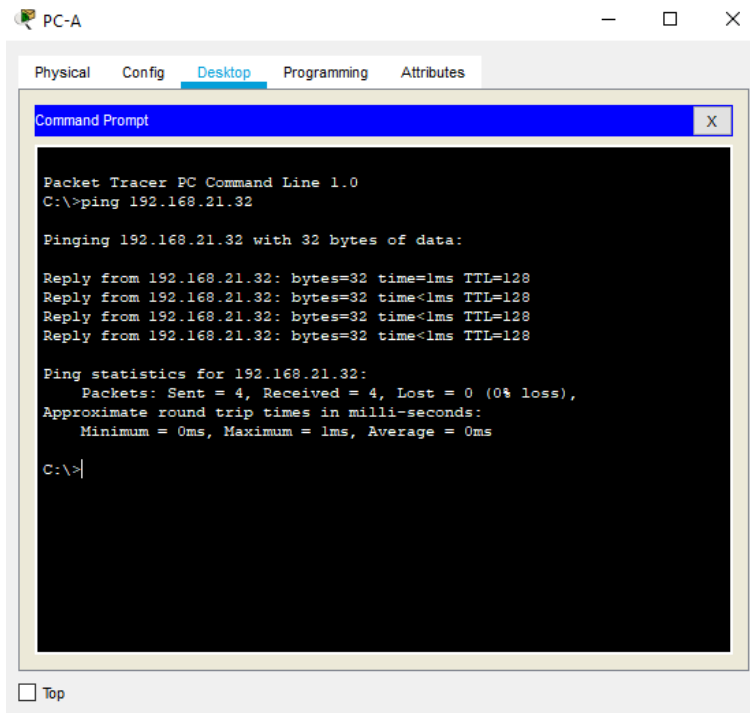 PC-A
Physical Config Desktop Programming Attributes
Command Prompt X
Packet Tracer PC Command Line 1.0
C:\>ping 192.168.21.32
Pinging 192.168.21.32 with 32 bytes of data:
Reply from 192.168.21.32: bytes=32 time=1ms TTL=128
Reply from 192.168.21.32: bytes=32 time<1ms TTL=128
Reply from 192.168.21.32: bytes=32 time<1ms TTL=128
Reply from 192.168.21.32: bytes=32 time<1ms TTL=128
Ping statistics for 192.168.21.32:
Packets: Sent = 4, Received = 4, Lost = 0 (0% loss),
Approximate round trip times in milli-seconds:
Minimum = 0ms, Maximum = 1ms, Average = 0ms
C:\>
Top